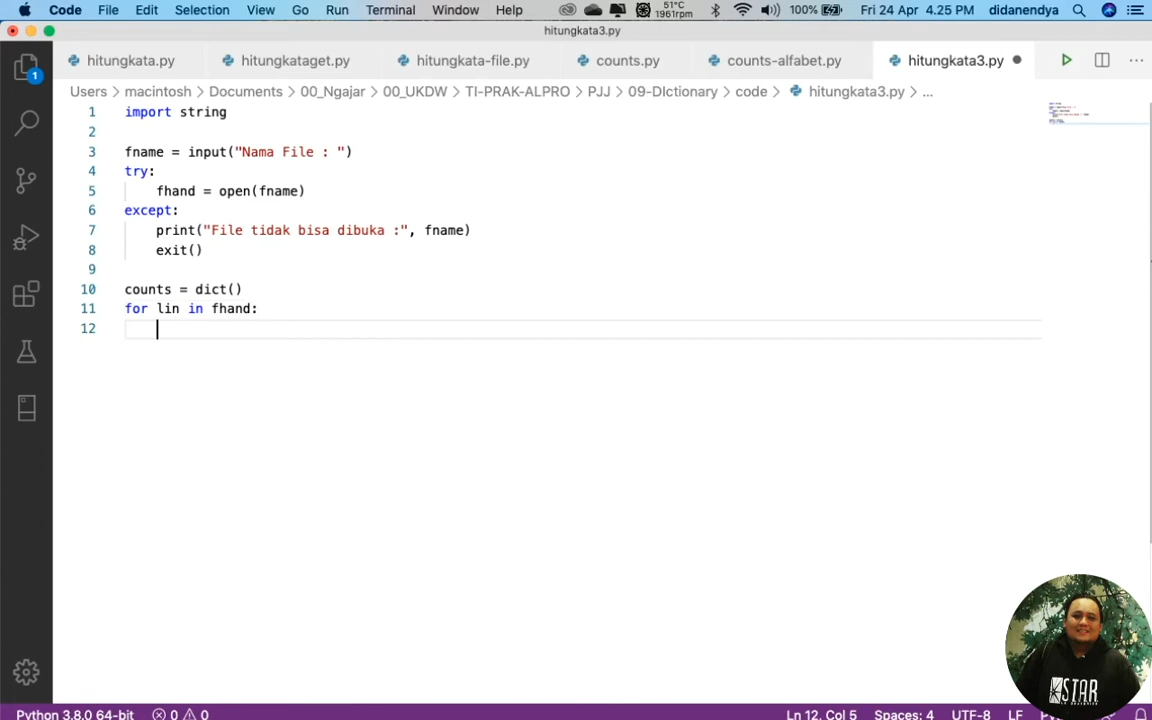 Code File Edit Selection View Go Run Terminal Window Help 51°C 1961rpm 100% Fri 24 Apr 4.25 PM didanendya
hitungkata3.py
1
hitungkata.py hitungkataget.py hitungkata-file.py counts.py counts-alfabet.py hitungkata3.py
Users > macintosh > Documents > 00_Ngajar > 00_UKDW > TI-PRAK-ALPRO > PJJ > 09-DIctionary > code > hitungkata3.py > ...
1 import string
2
3 fname = input("Nama File : ")
4 try:
5 fhand = open(fname)
6 except:
7 print("File tidak bisa dibuka :", fname)
8 exit()
9
10 counts = dict()
11 for lin in fhand:
12
STAR
Python 3.8.0 64-bit 0 0 Ln 12, Col 5 Spaces: 4 UTF-8 LF